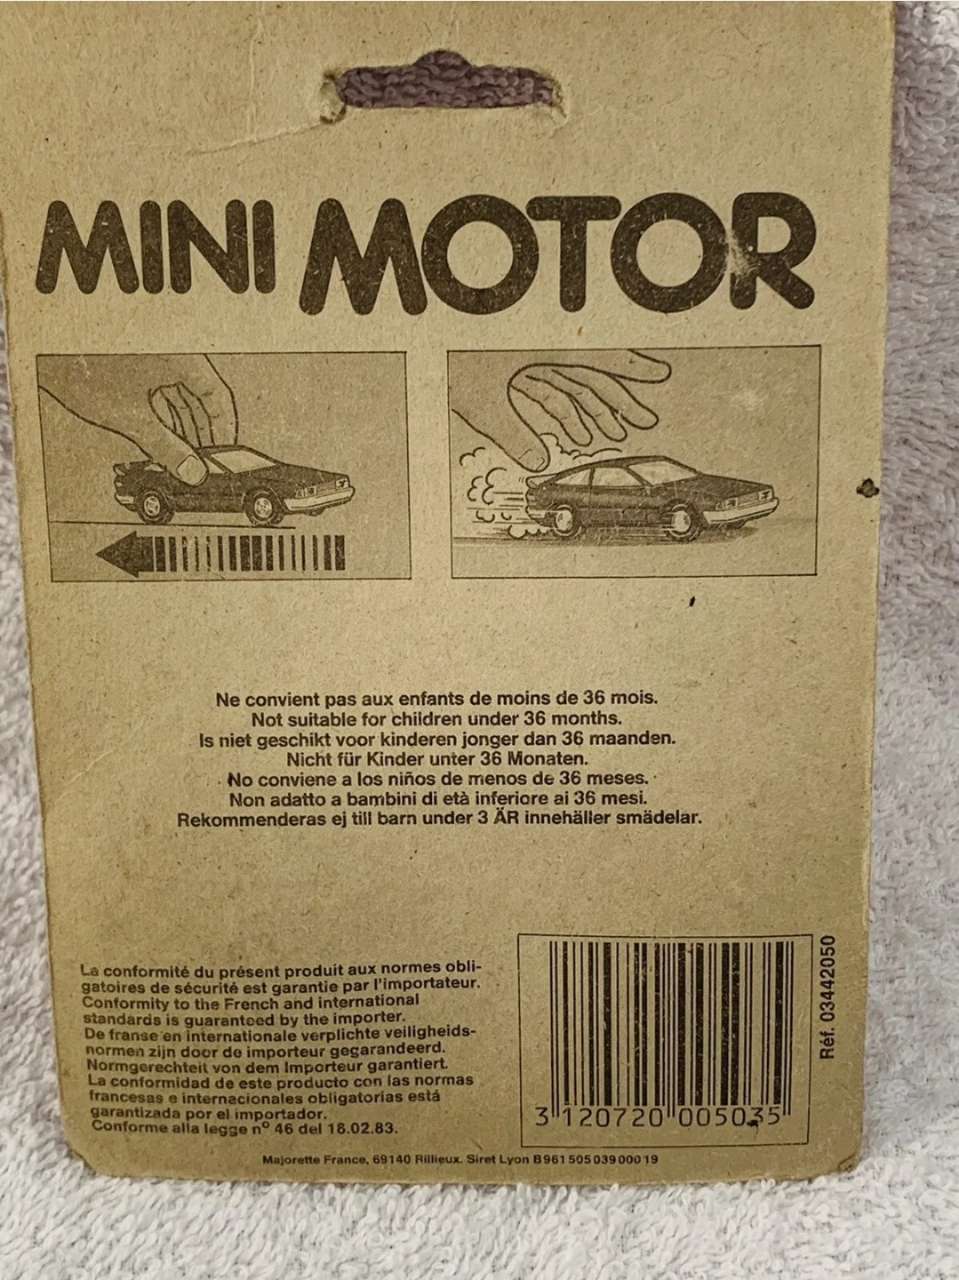 MINI MOTOR
Ne convient pas aux enfants de moins de 36 mois.
Not suitable for children under 36 months.
Is niet geschikt voor kinderen jonger dan 36 maanden.
Nicht für Kinder unter 36 Monaten.
No conviene a los niños de menos de 36 meses.
Non adatto a bambini di età inferiore ai 36 mesi.
Rekommenderas ej till barn under 3 ÄR innehäller smädelar.
La conformité du présent produit aux normes obli-
gatoires de sécurité est garantie par l'importateur.
Conformity to the French and international
standards is guaranteed by the importer.
De franse en internationale verplichte veiligheids-
normen zijn door de importeur gegarandeerd.
Normgerechteit von dem Importeur garantiert.
La conformidad de este producto con las normas
francesas e internacionales obligatorias está
garantizada por el importador.
Conforme alla legge nº 46 del 18.02.83.
3 120720 005035
Réf. 03442050
Majorette France, 69140 Rillieux. Siret Lyon B 961 505 039 000 19